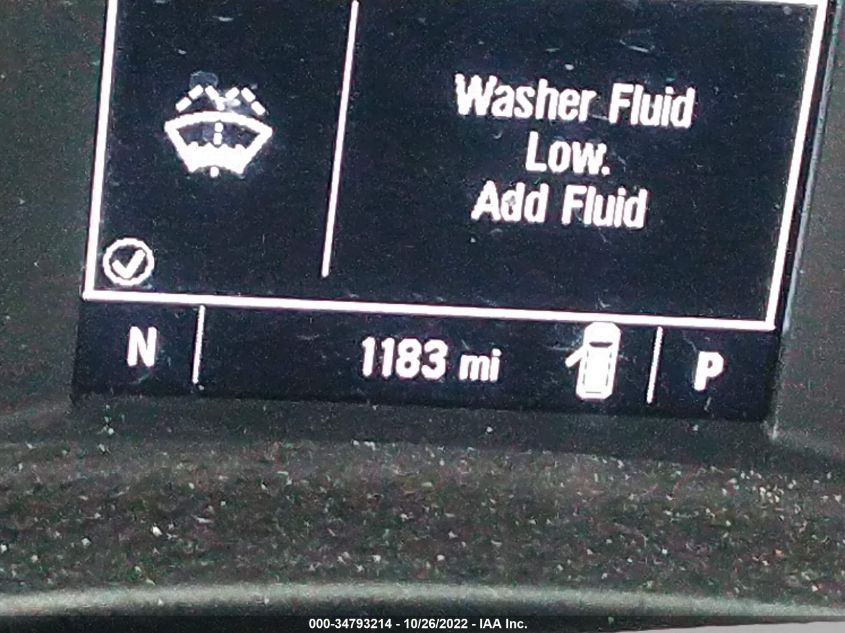 Washer Fluid
Low.
Add Fluid
N 1183 mi P
000-34793214 - 10/26/2022 - IAA Inc.